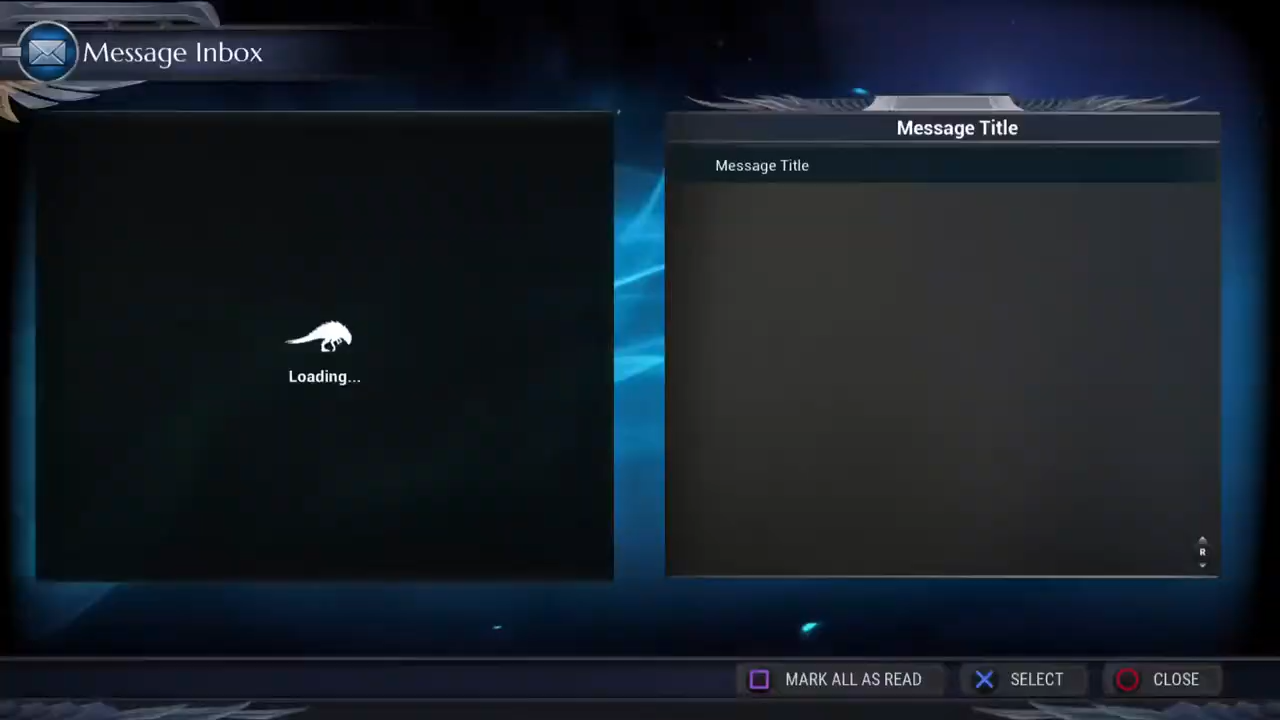 Message Inbox
Message Title
Message Title
Loading...
R
MARK ALL AS READ
SELECT
CLOSE